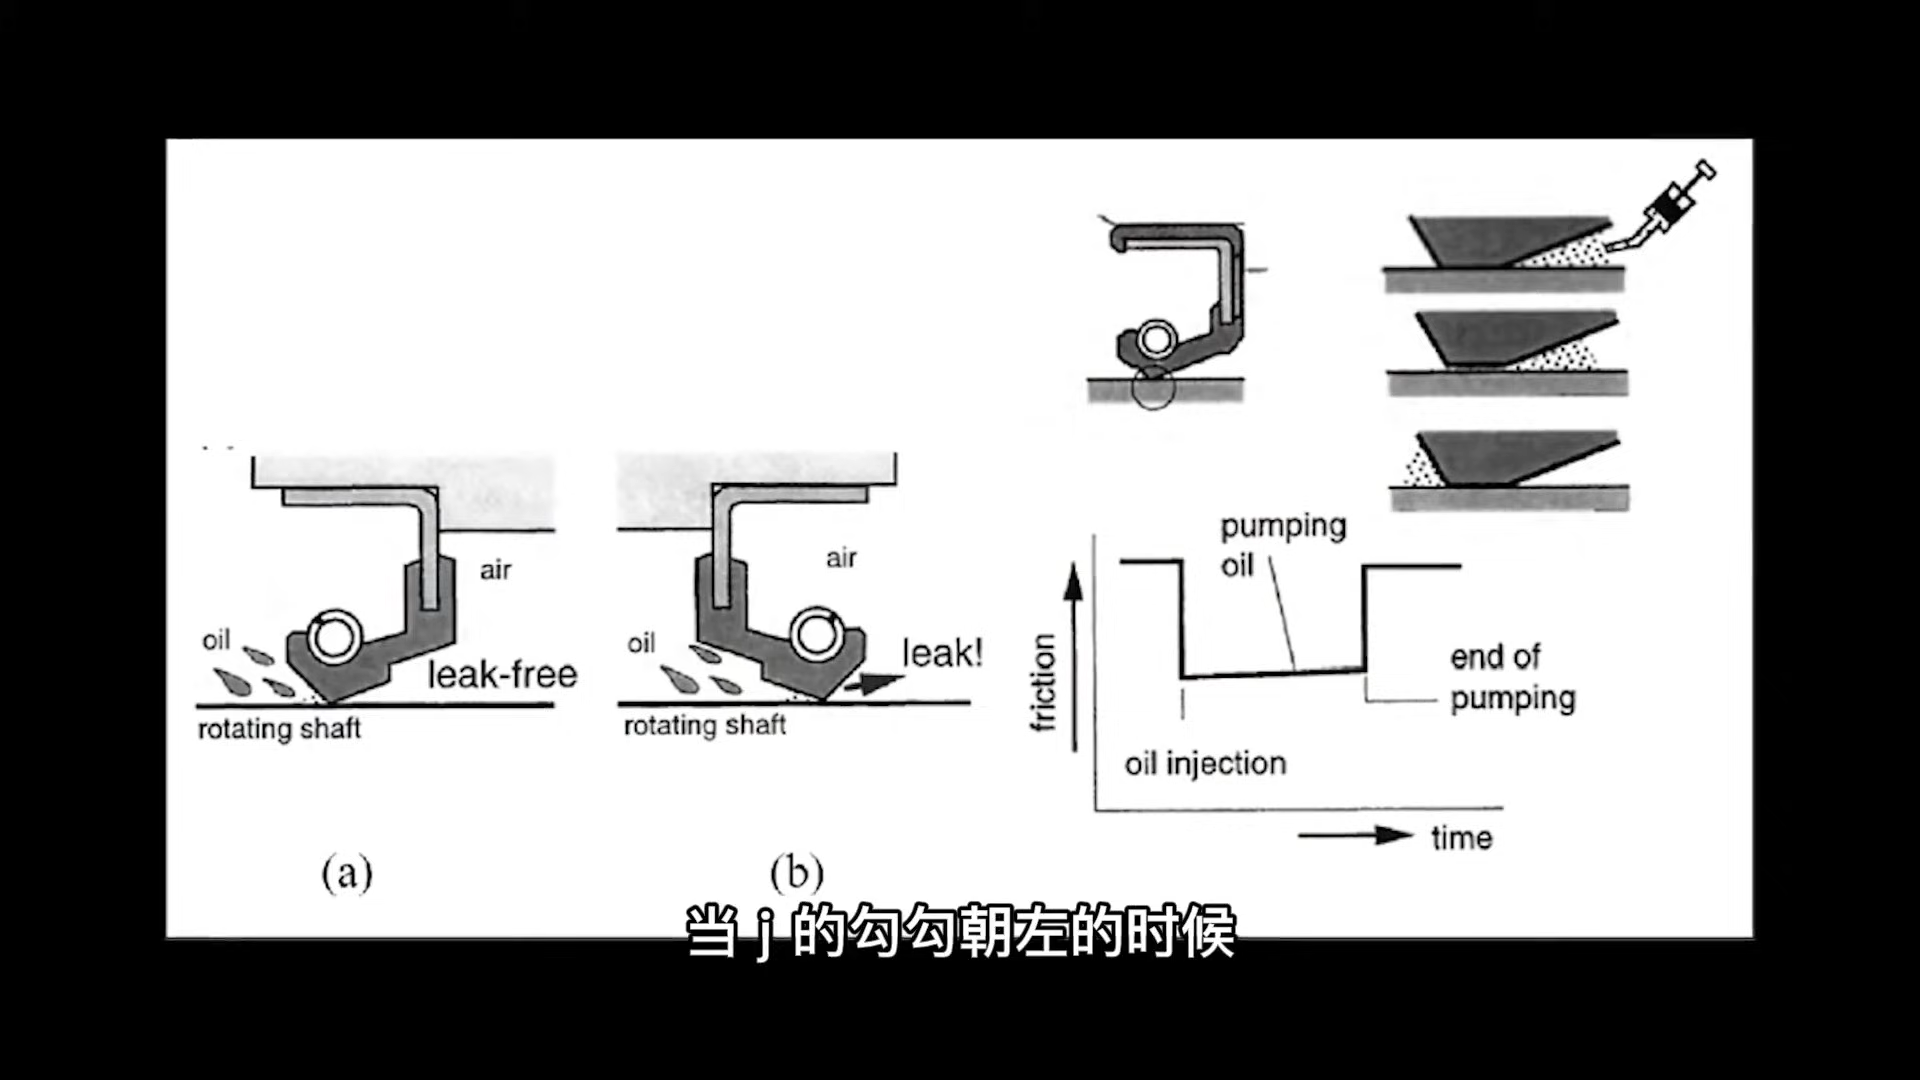 oil
air
leak-free
rotating shaft
(a)
oil
air
leak!
rotating shaft
(b)
pumping
oil
friction
end of
pumping
oil injection
time
当 j 的勾勾朝左的时候